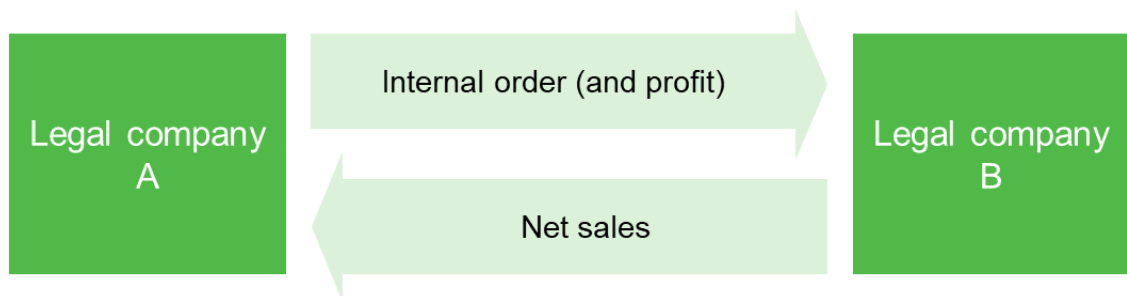 Legal company
A
Internal order (and profit)
Net sales
Legal company
B